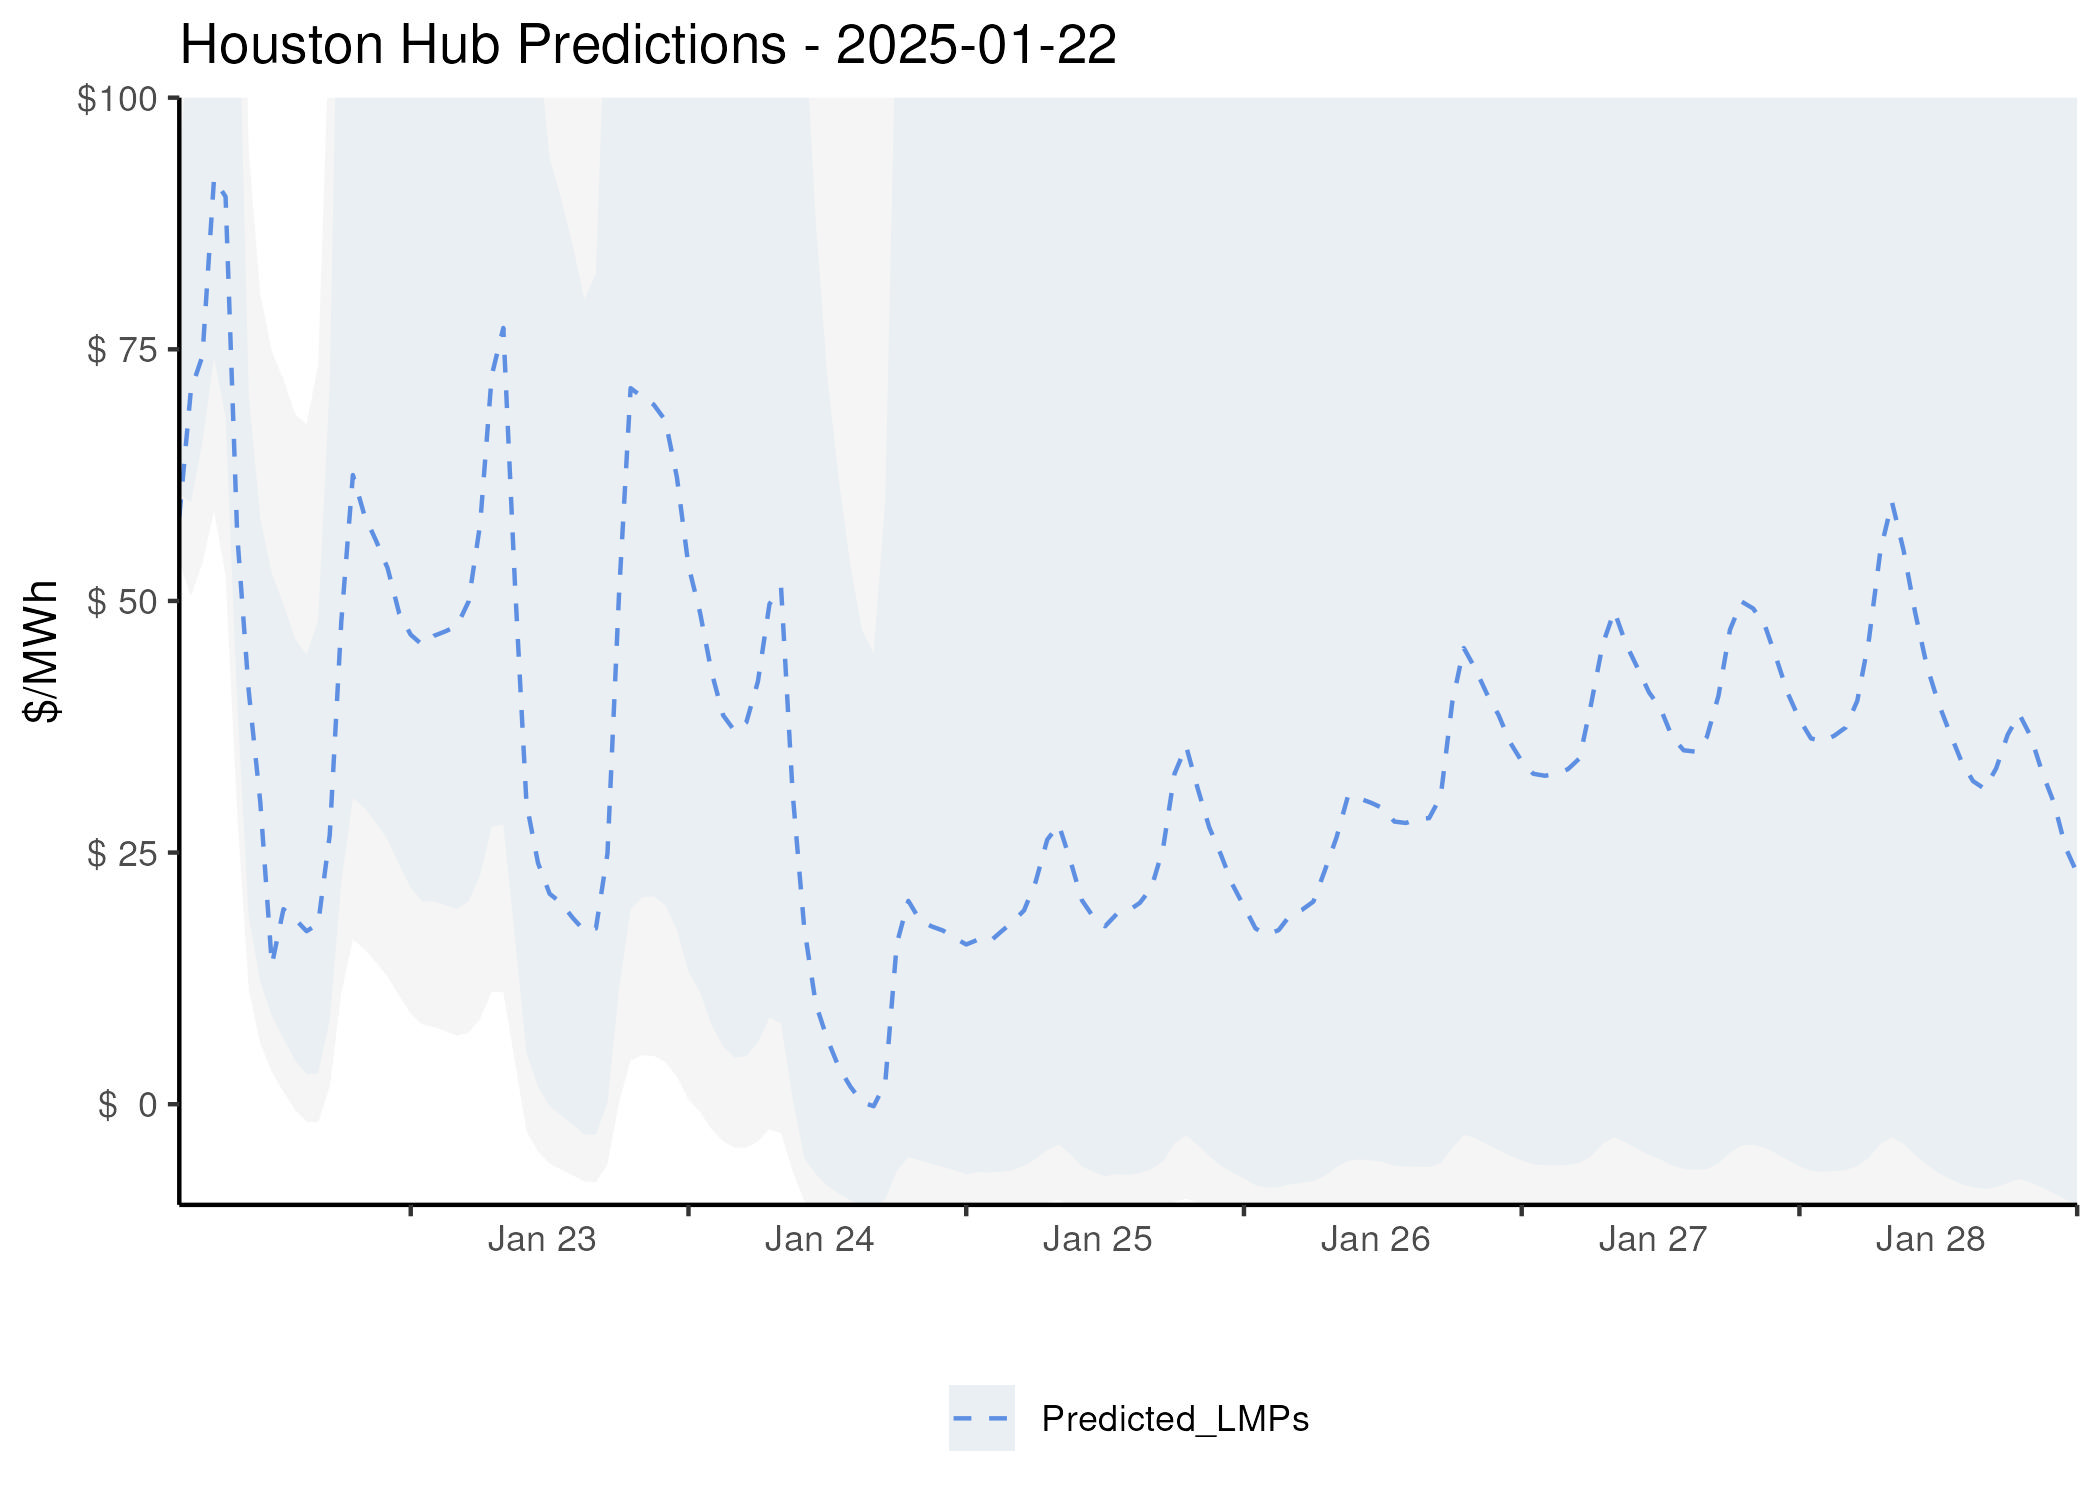 Houston Hub Predictions - 2025-01-22
$100
$ 75
$ 50
$ 25
$  0
$/MWh
Jan 23
Jan 24
Jan 25
Jan 26
Jan 27
Jan 28
Predicted_LMPs